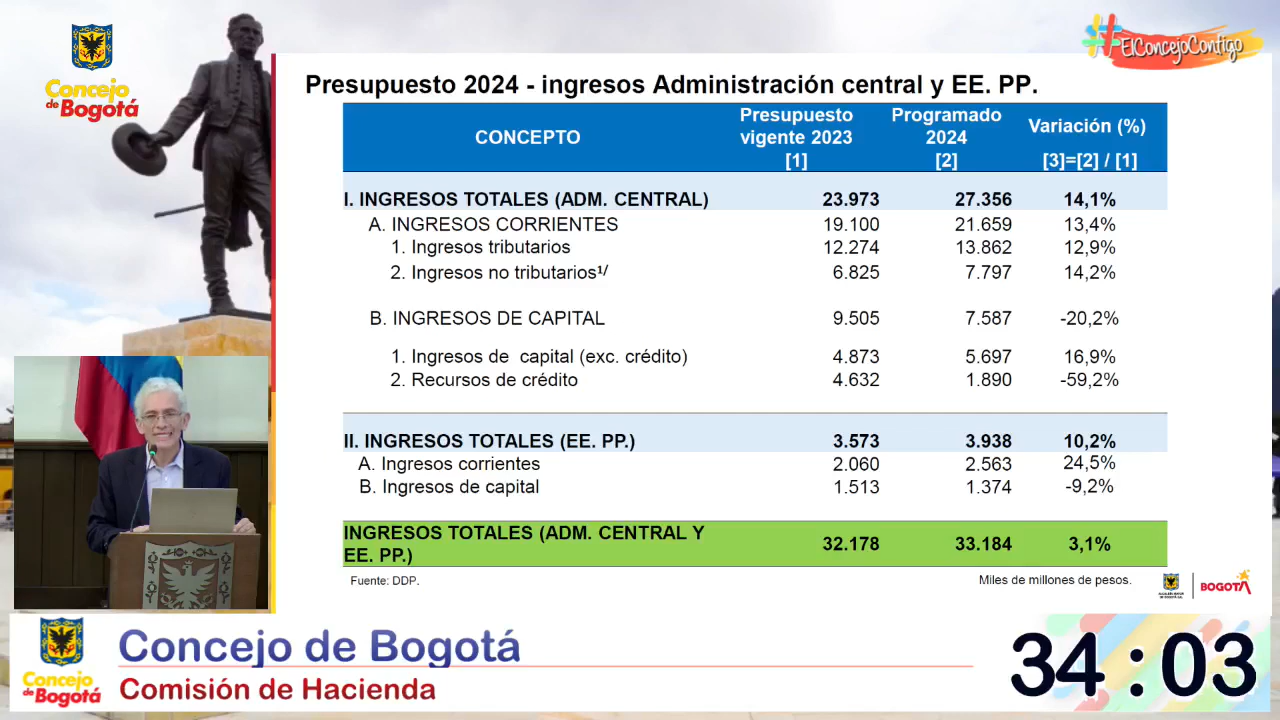 Concejo
de Bogotá
#ElConcejoContigo
Presupuesto 2024 - ingresos Administración central y EE. PP.
CONCEPTO
Presupuesto
vigente 2023
[1]
Programado
2024
[2]
Variación (%)
[3]=[2] / [1]
I. INGRESOS TOTALES (ADM. CENTRAL) 23.973 27.356 14,1%
A. INGRESOS CORRIENTES 19.100 21.659 13,4%
1. Ingresos tributarios 12.274 13.862 12,9%
2. Ingresos no tributarios¹/ 6.825 7.797 14,2%
B. INGRESOS DE CAPITAL 9.505 7.587 -20,2%
1. Ingresos de capital (exc. crédito) 4.873 5.697 16,9%
2. Recursos de crédito 4.632 1.890 -59,2%
II. INGRESOS TOTALES (EE. PP.) 3.573 3.938 10,2%
A. Ingresos corrientes 2.060 2.563 24,5%
B. Ingresos de capital 1.513 1.374 -9,2%
INGRESOS TOTALES (ADM. CENTRAL Y
EE. PP.) 32.178 33.184 3,1%
Fuente: DDP.
Miles de millones de pesos.
BOGOTÁ
Concejo
de Bogotá
Concejo de Bogotá
Comisión de Hacienda
34:03